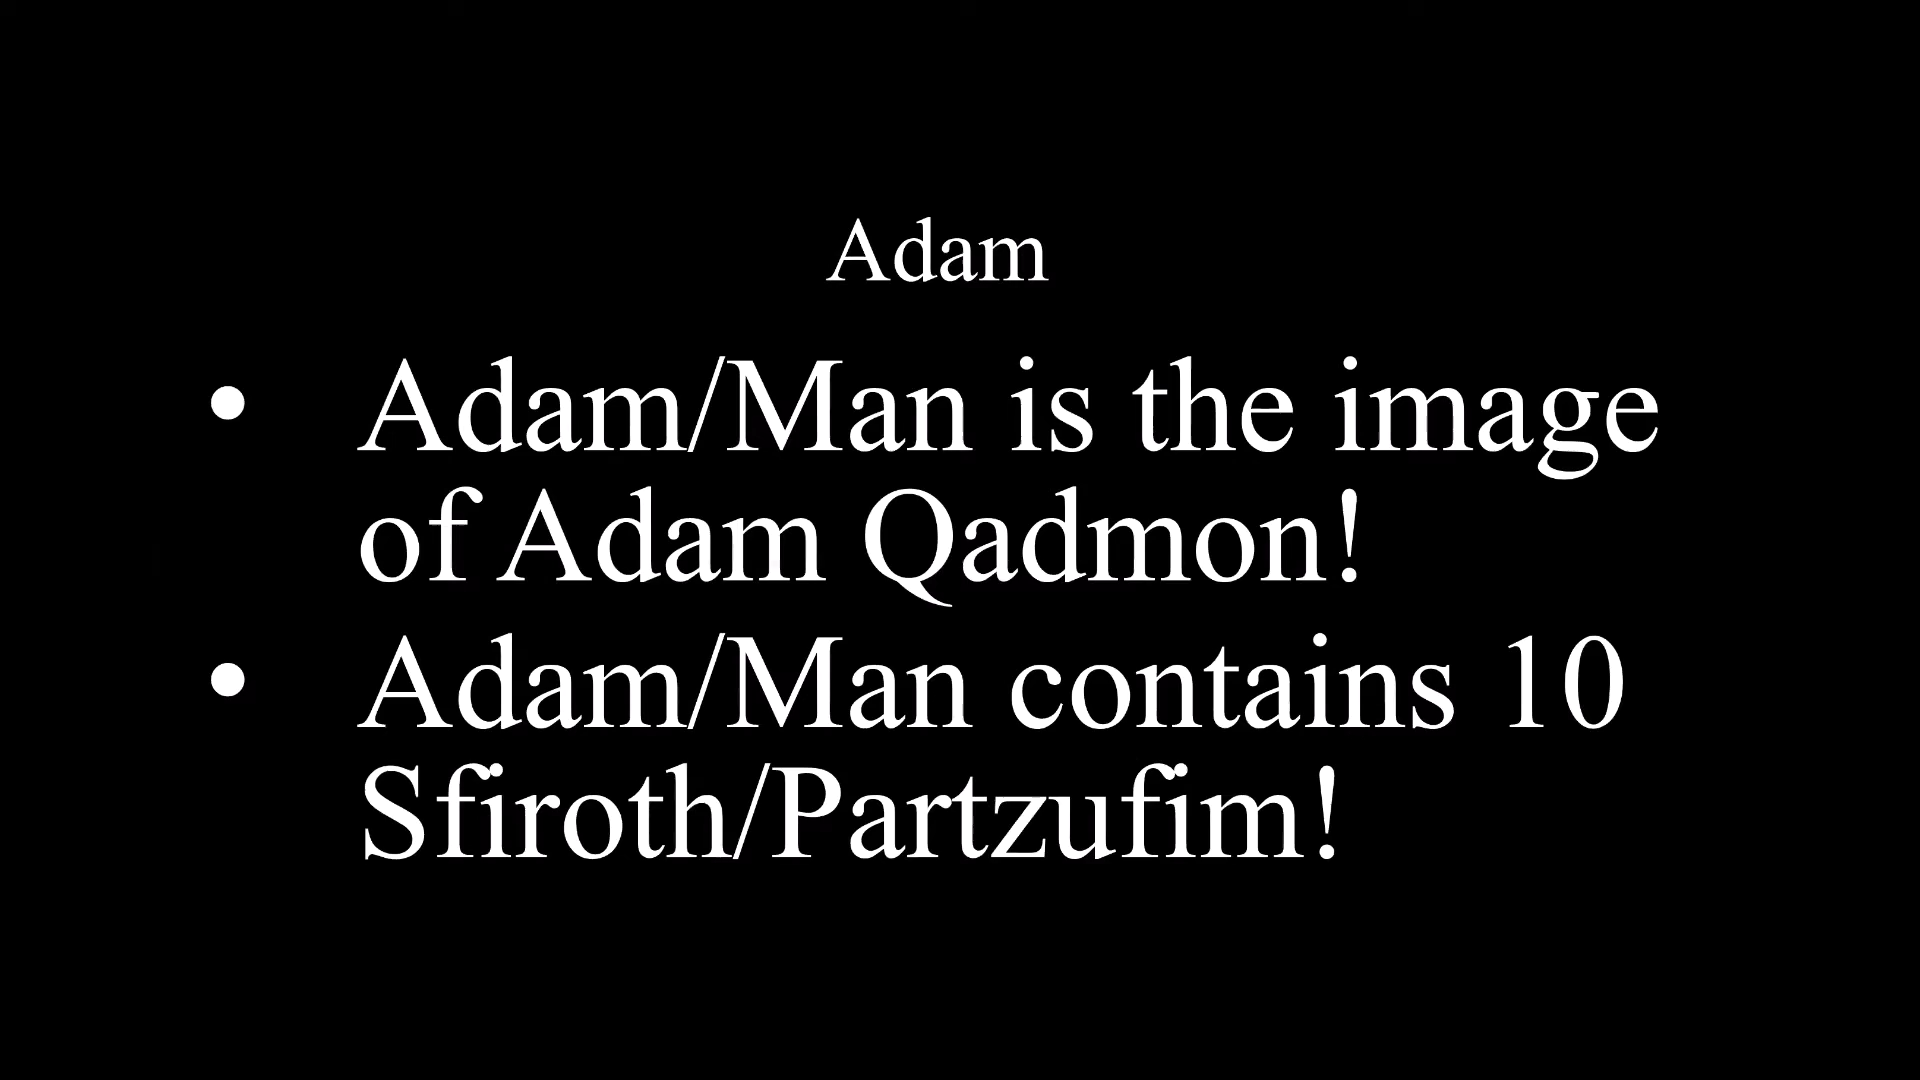 Adam
• Adam/Man is the image
of Adam Qadmon!
• Adam/Man contains 10
Sfiroth/Partzufim!